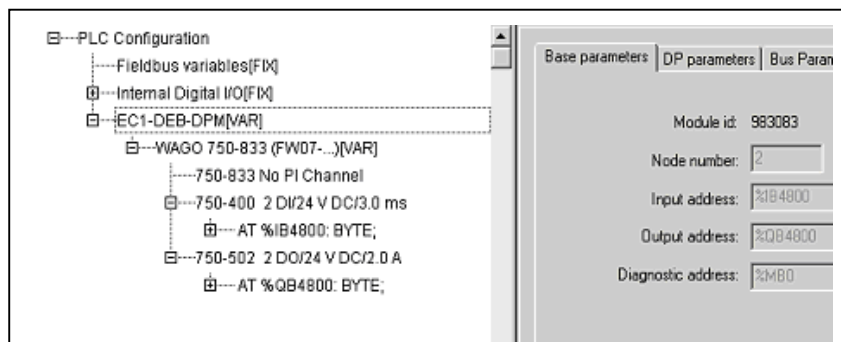 PLC Configuration
Fieldbus variables[FIX]
Internal Digital I/O[FIX]
EC1-DEB-DPM[VAR]
WAGO 750-833 (FW07-...)[VAR]
750-833 No PI Channel
750-400 2 DI/24 V DC/3.0 ms
AT %IB4800: BYTE;
750-502 2 DO/24 V DC/2.0 A
AT %QB4800: BYTE;
Base parameters DP parameters Bus Param
Module id: 983083
Node number: 2
Input address: %IB4800
Output address: %QB4800
Diagnostic address: %MB0